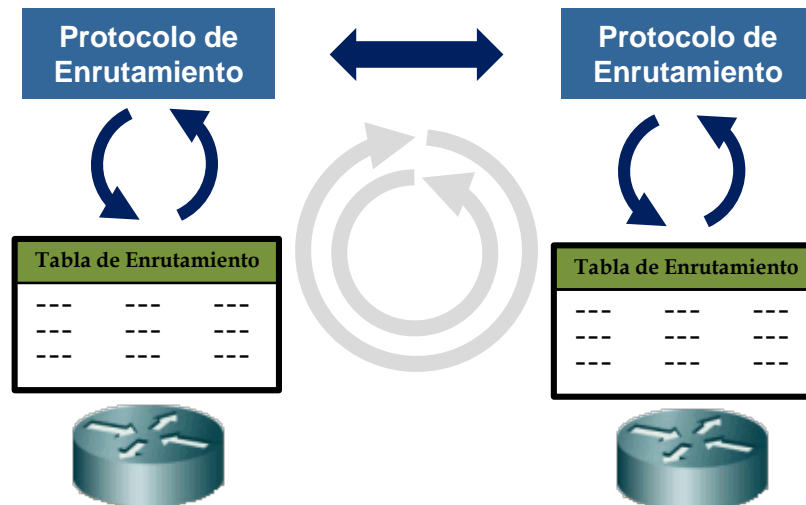 Protocolo de
Enrutamiento
Protocolo de
Enrutamiento
Tabla de Enrutamiento
--- --- ---
--- --- ---
--- --- ---
Tabla de Enrutamiento
--- --- ---
--- --- ---
--- --- ---